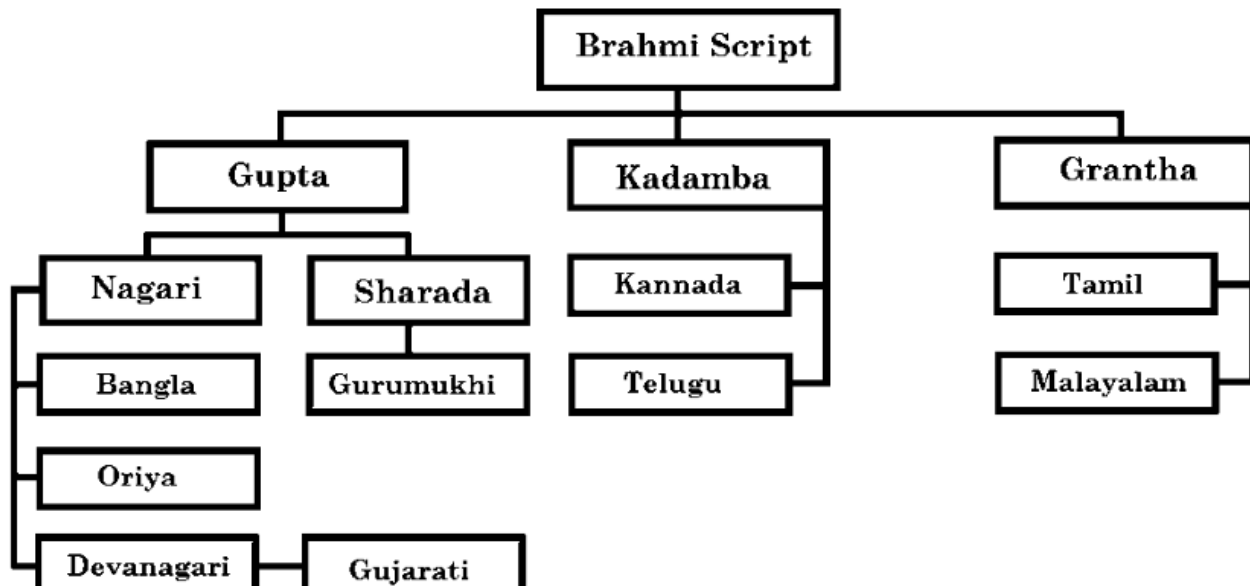 Brahmi Script
Gupta
Kadamba
Grantha
Nagari
Sharada
Kannada
Tamil
Bangla
Gurumukhi
Telugu
Malayalam
Oriya
Devanagari
Gujarati